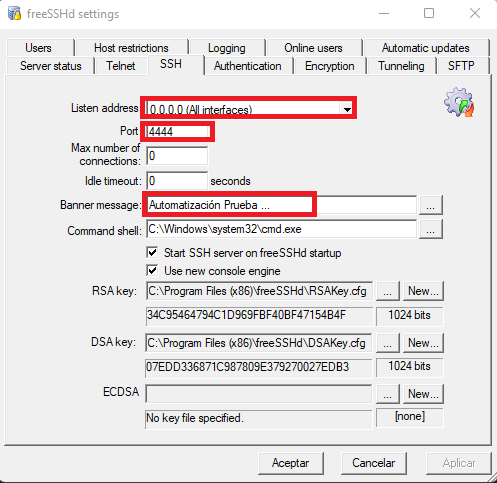 freeSSHd settings
Users Host restrictions Logging Online users Automatic updates
Server status Telnet SSH Authentication Encryption Tunneling SFTP
Listen address 0.0.0.0 (All interfaces)
Port 4444
Max number of
connections: 0
Idle timeout: 0 seconds
Banner message: Automatización Prueba ... ...
Command shell: C:\Windows\system32\cmd.exe ...
Start SSH server on freeSSHd startup
Use new console engine
RSA key: C:\Program Files (x86)\freeSSHd\RSAKey.cfg ... New...
34C95464794C1D969FBF40BF47154B4F 1024 bits
DSA key: C:\Program Files (x86)\freeSSHd\DSAKey.cfg ... New...
07EDD336871C987809E379270027EDB3 1024 bits
ECDSA ... New...
No key file specified. [none]
Aceptar Cancelar Aplicar